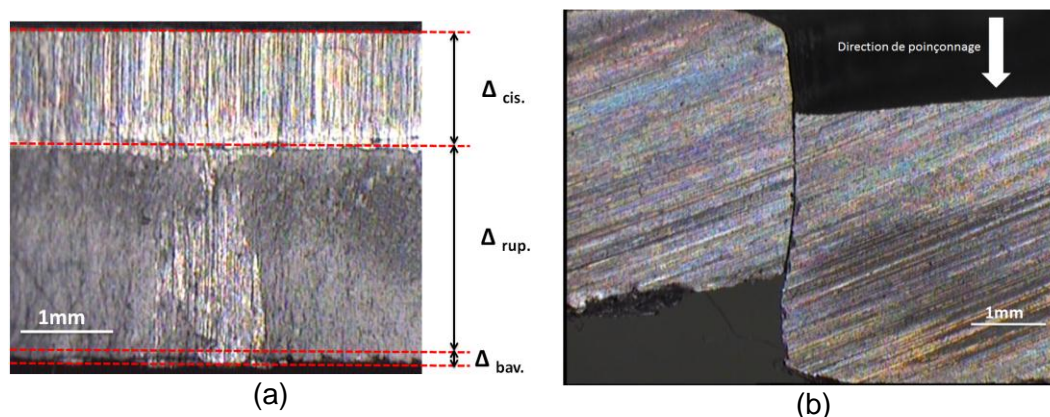 Δ cis.
Δ rup.
Δ bav.
1mm
(a)
Direction de poinçonnage
1mm
(b)